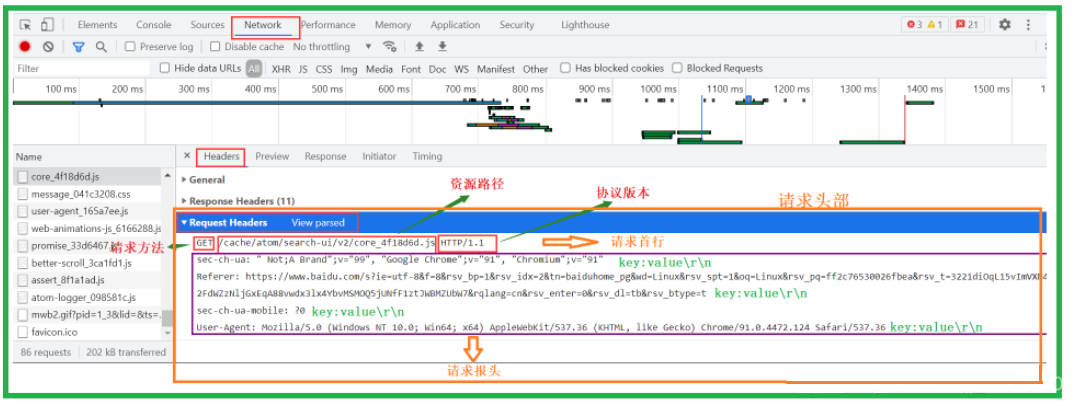 Elements Console Sources Network Performance Memory Application Security Lighthouse 3 1 21
Preserve log Disable cache No throttling
Filter Hide data URLs All XHR JS CSS Img Media Font Doc WS Manifest Other Has blocked cookies Blocked Requests
100 ms 200 ms 300 ms 400 ms 500 ms 600 ms 700 ms 800 ms 900 ms 1000 ms 1100 ms 1200 ms 1300 ms 1400 ms 1500 ms 1
Name × Headers Preview Response Initiator Timing
core_4f18d6d.js
message_041c3208.css
user-agent_165a7ee.js
web-animations-js_6166288.js
promise_33d6467.
better-scroll_3ca1fd1.js
assert_8f1a1ad.js
atom-logger_098581c.js
mwb2.gif?pid=1_3&lid=&ts=.
favicon.ico
86 requests 202 kB transferred
General
资源路径
协议版本
Response Headers (11)
请求头部
Request Headers View parsed
请求方法
GET /cache/atom/search-ui/v2/core_4f18d6d.js HTTP/1.1 请求首行
sec-ch-ua: " Not;A Brand";v="99", "Google Chrome";v="91", "Chromium";v="91" key:value\r\n
Referer: https://www.baidu.com/s?ie=utf-8&f=8&rsv_bp=1&rsv_idx=2&tn=baiduhome_pg&wd=Linux&rsv_spt=1&oq=Linux&rsv_pq=ff2c76530026fbea&rsv_t=3221diOqL15vImVXM4
2FdWZzNljGxEqA88vwdx3lx4YbvMSMOQ5jUNfF1ztJWBMZUbW7&rqlang=cn&rsv_enter=0&rsv_dl=tb&rsv_btype=t key:value\r\n
sec-ch-ua-mobile: ?0 key:value\r\n
User-Agent: Mozilla/5.0 (Windows NT 10.0; Win64; x64) AppleWebKit/537.36 (KHTML, like Gecko) Chrome/91.0.4472.124 Safari/537.36 key:value\r\n
请求报头